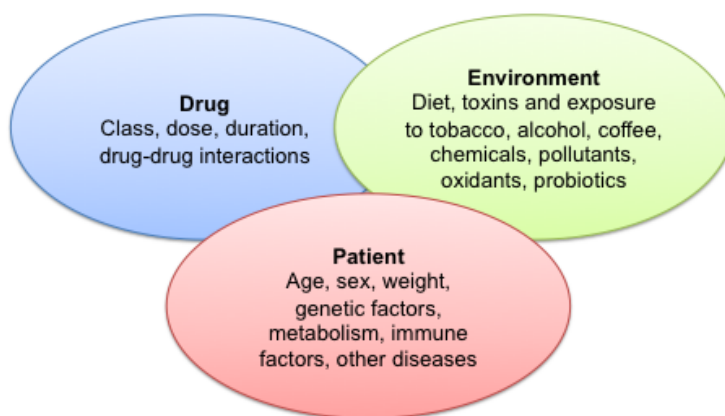 Drug
Class, dose, duration,
drug-drug interactions
Environment
Diet, toxins and exposure
to tobacco, alcohol, coffee,
chemicals, pollutants,
oxidants, probiotics
Patient
Age, sex, weight,
genetic factors,
metabolism, immune
factors, other diseases